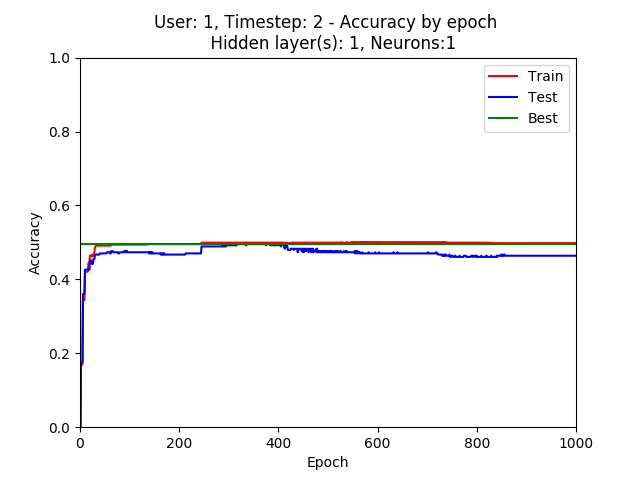 User: 1, Timestep: 2 - Accuracy by epoch
Hidden layer(s): 1, Neurons:1
Train
Test
Best
1.0
0.8
0.6
0.4
0.2
0.0
Accuracy
0 200 400 600 800 1000
Epoch